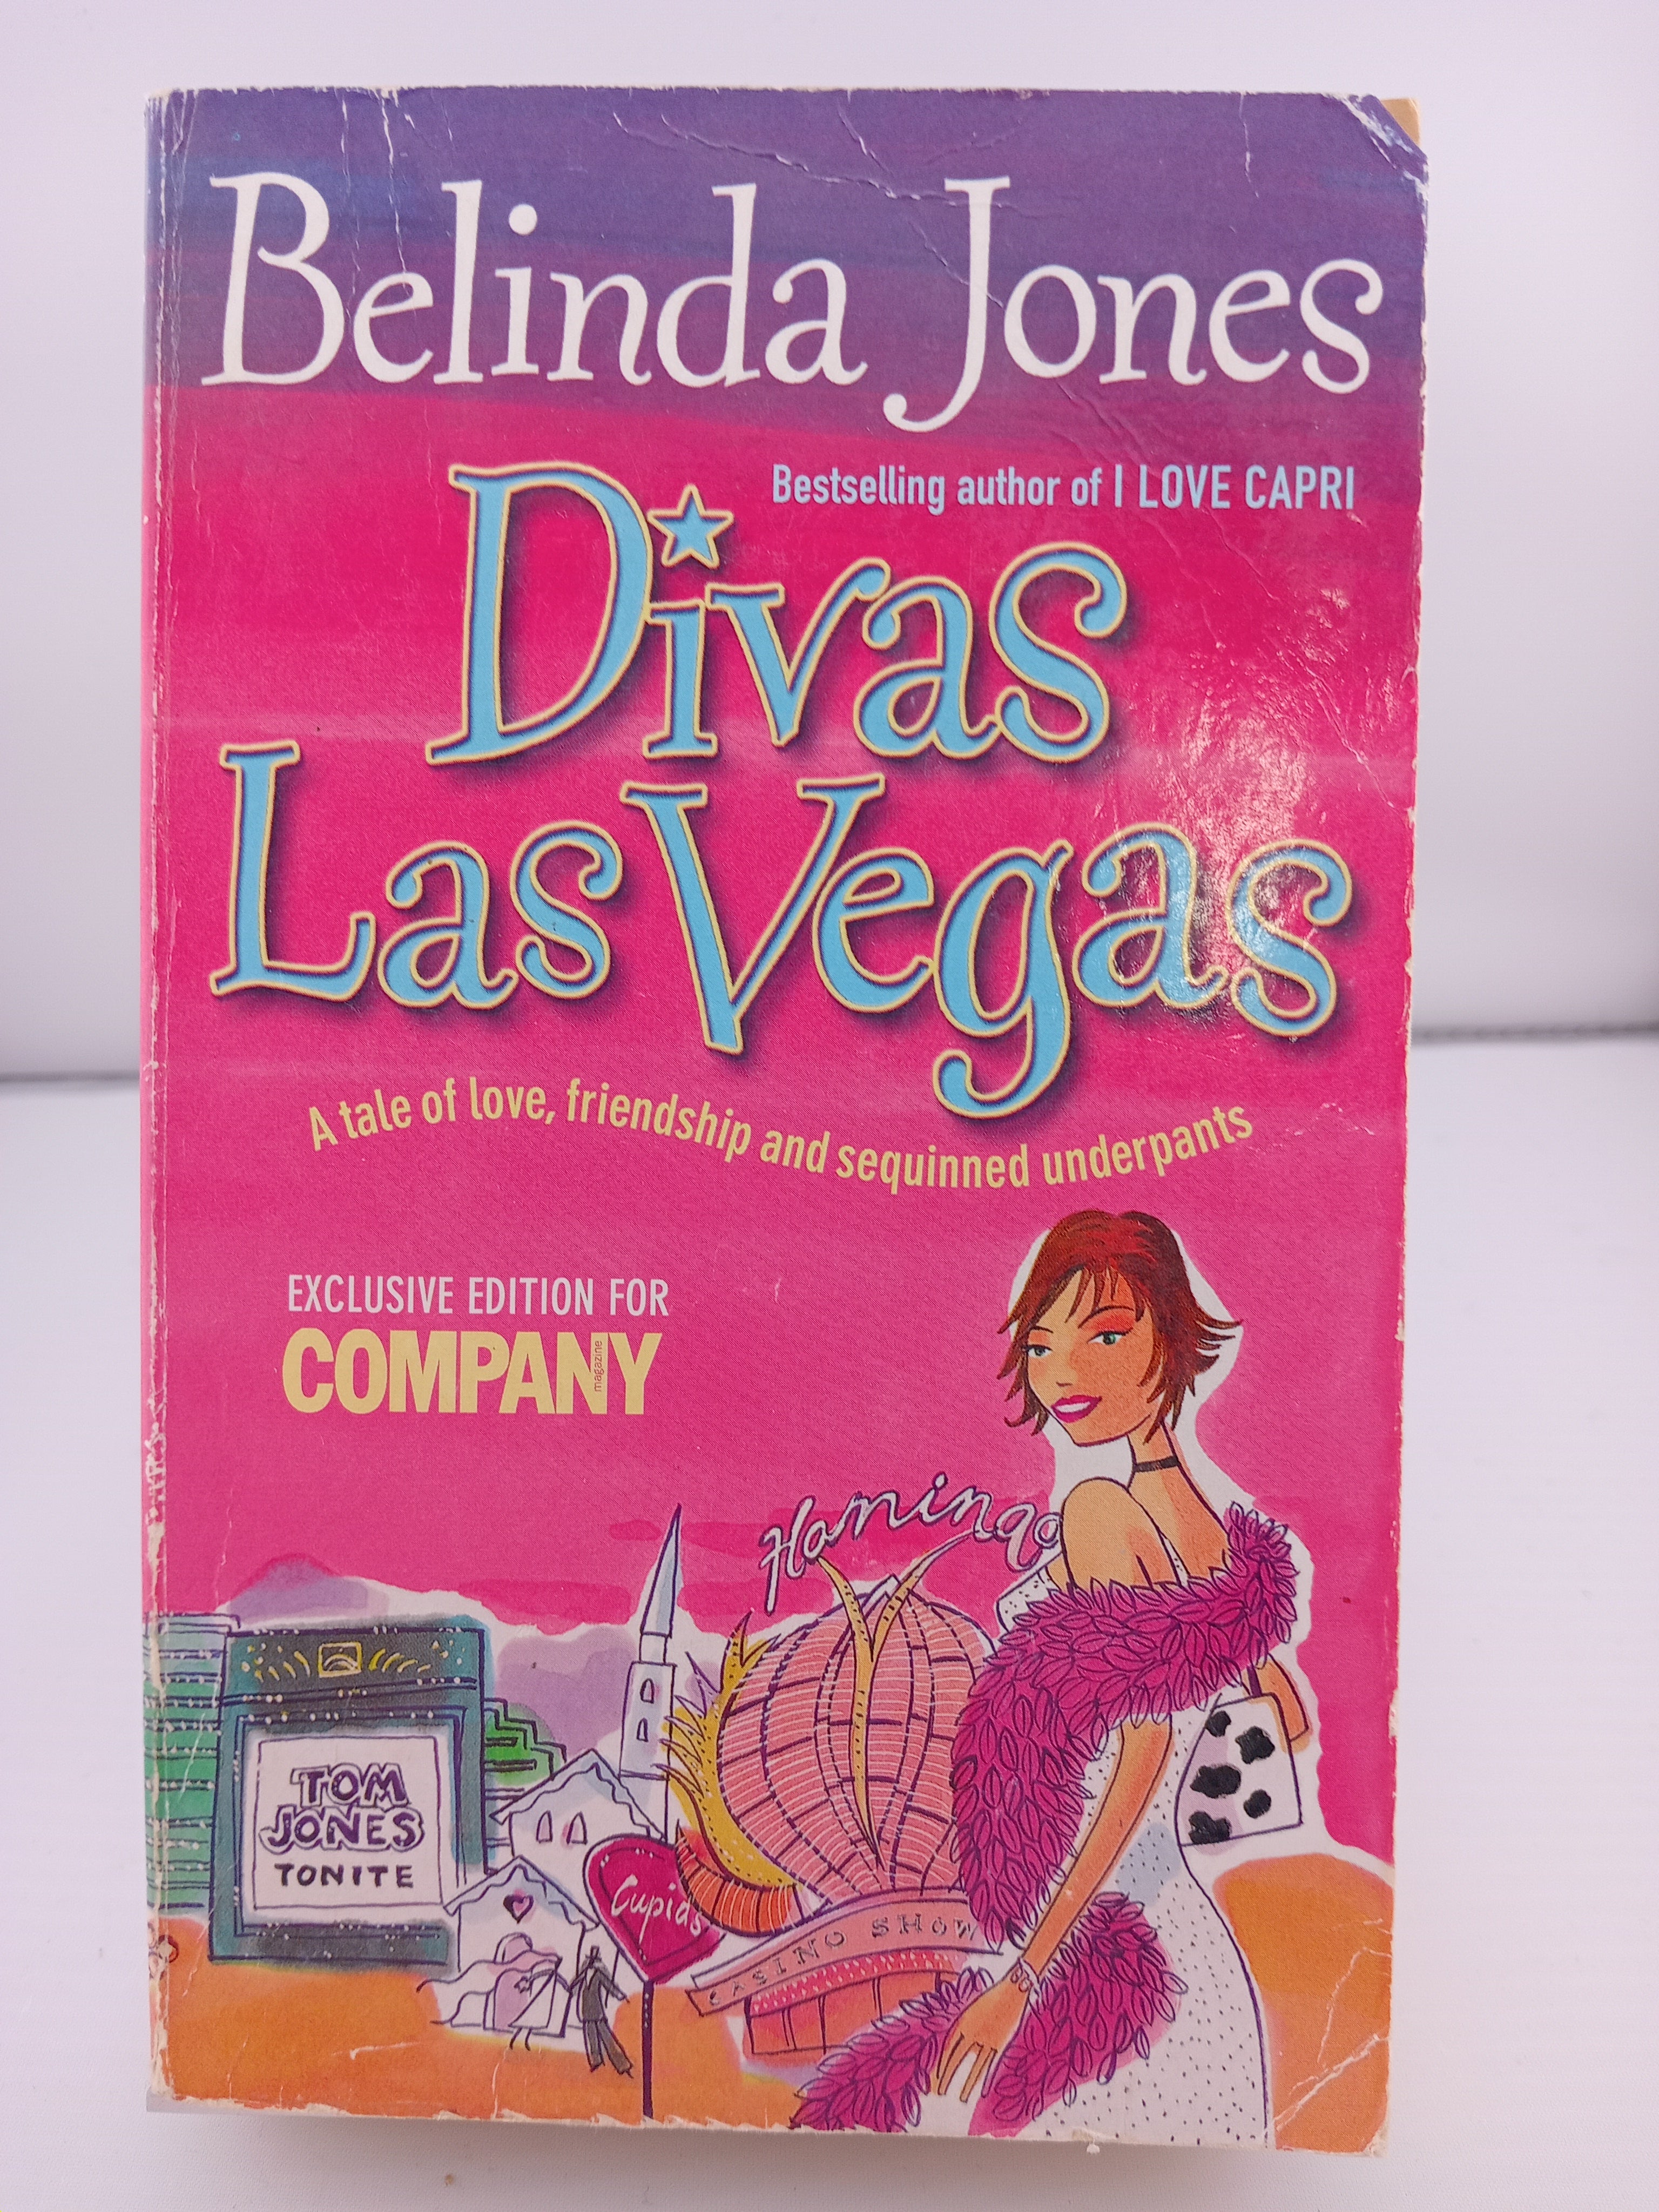 Belinda Jones
Bestselling author of I LOVE CAPRI
Divas
Las Vegas
A tale of love, friendship and sequinned underpants
EXCLUSIVE EDITION FOR
COMPANY
magazine
Flamingo
TOM
JONES
TONITE
Cupids
CASINO SHOW